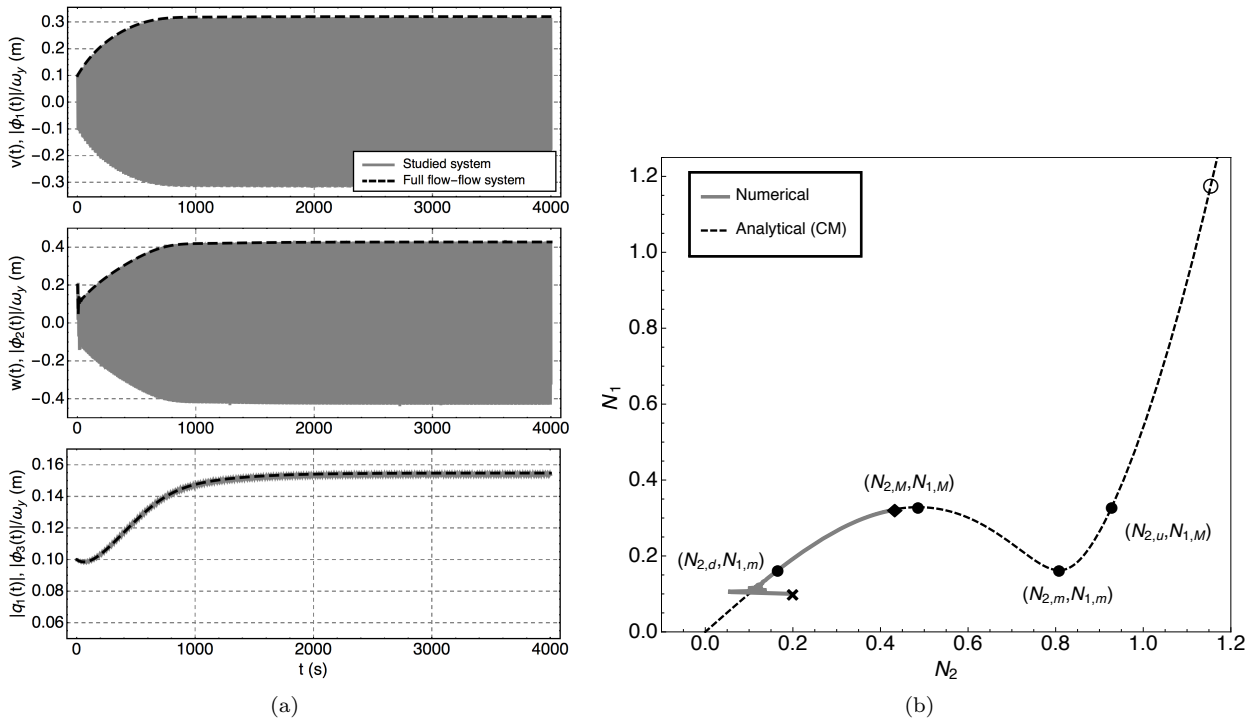 v(t), |ϕ₁(t)|/ω_y (m)
0.3
0.2
0.1
0.0
−0.1
−0.2
−0.3
Studied system
Full flow−flow system
0 1000 2000 3000 4000
w(t), |ϕ₂(t)|/ω_y (m)
0.4
0.2
0.0
−0.2
−0.4
0 1000 2000 3000 4000
|q₁(t)|, |ϕ₃(t)|/ω_y (m)
0.16
0.14
0.12
0.10
0.08
0.06
0 1000 2000 3000 4000
t (s)
(a)
N₁
1.2
1.0
0.8
0.6
0.4
0.2
0.0
Numerical
Analytical (CM)
(N₂,M,N₁,M)
(N₂,u,N₁,M)
(N₂,d,N₁,m)
(N₂,m,N₁,m)
0.0 0.2 0.4 0.6 0.8 1.0 1.2
N₂
(b)